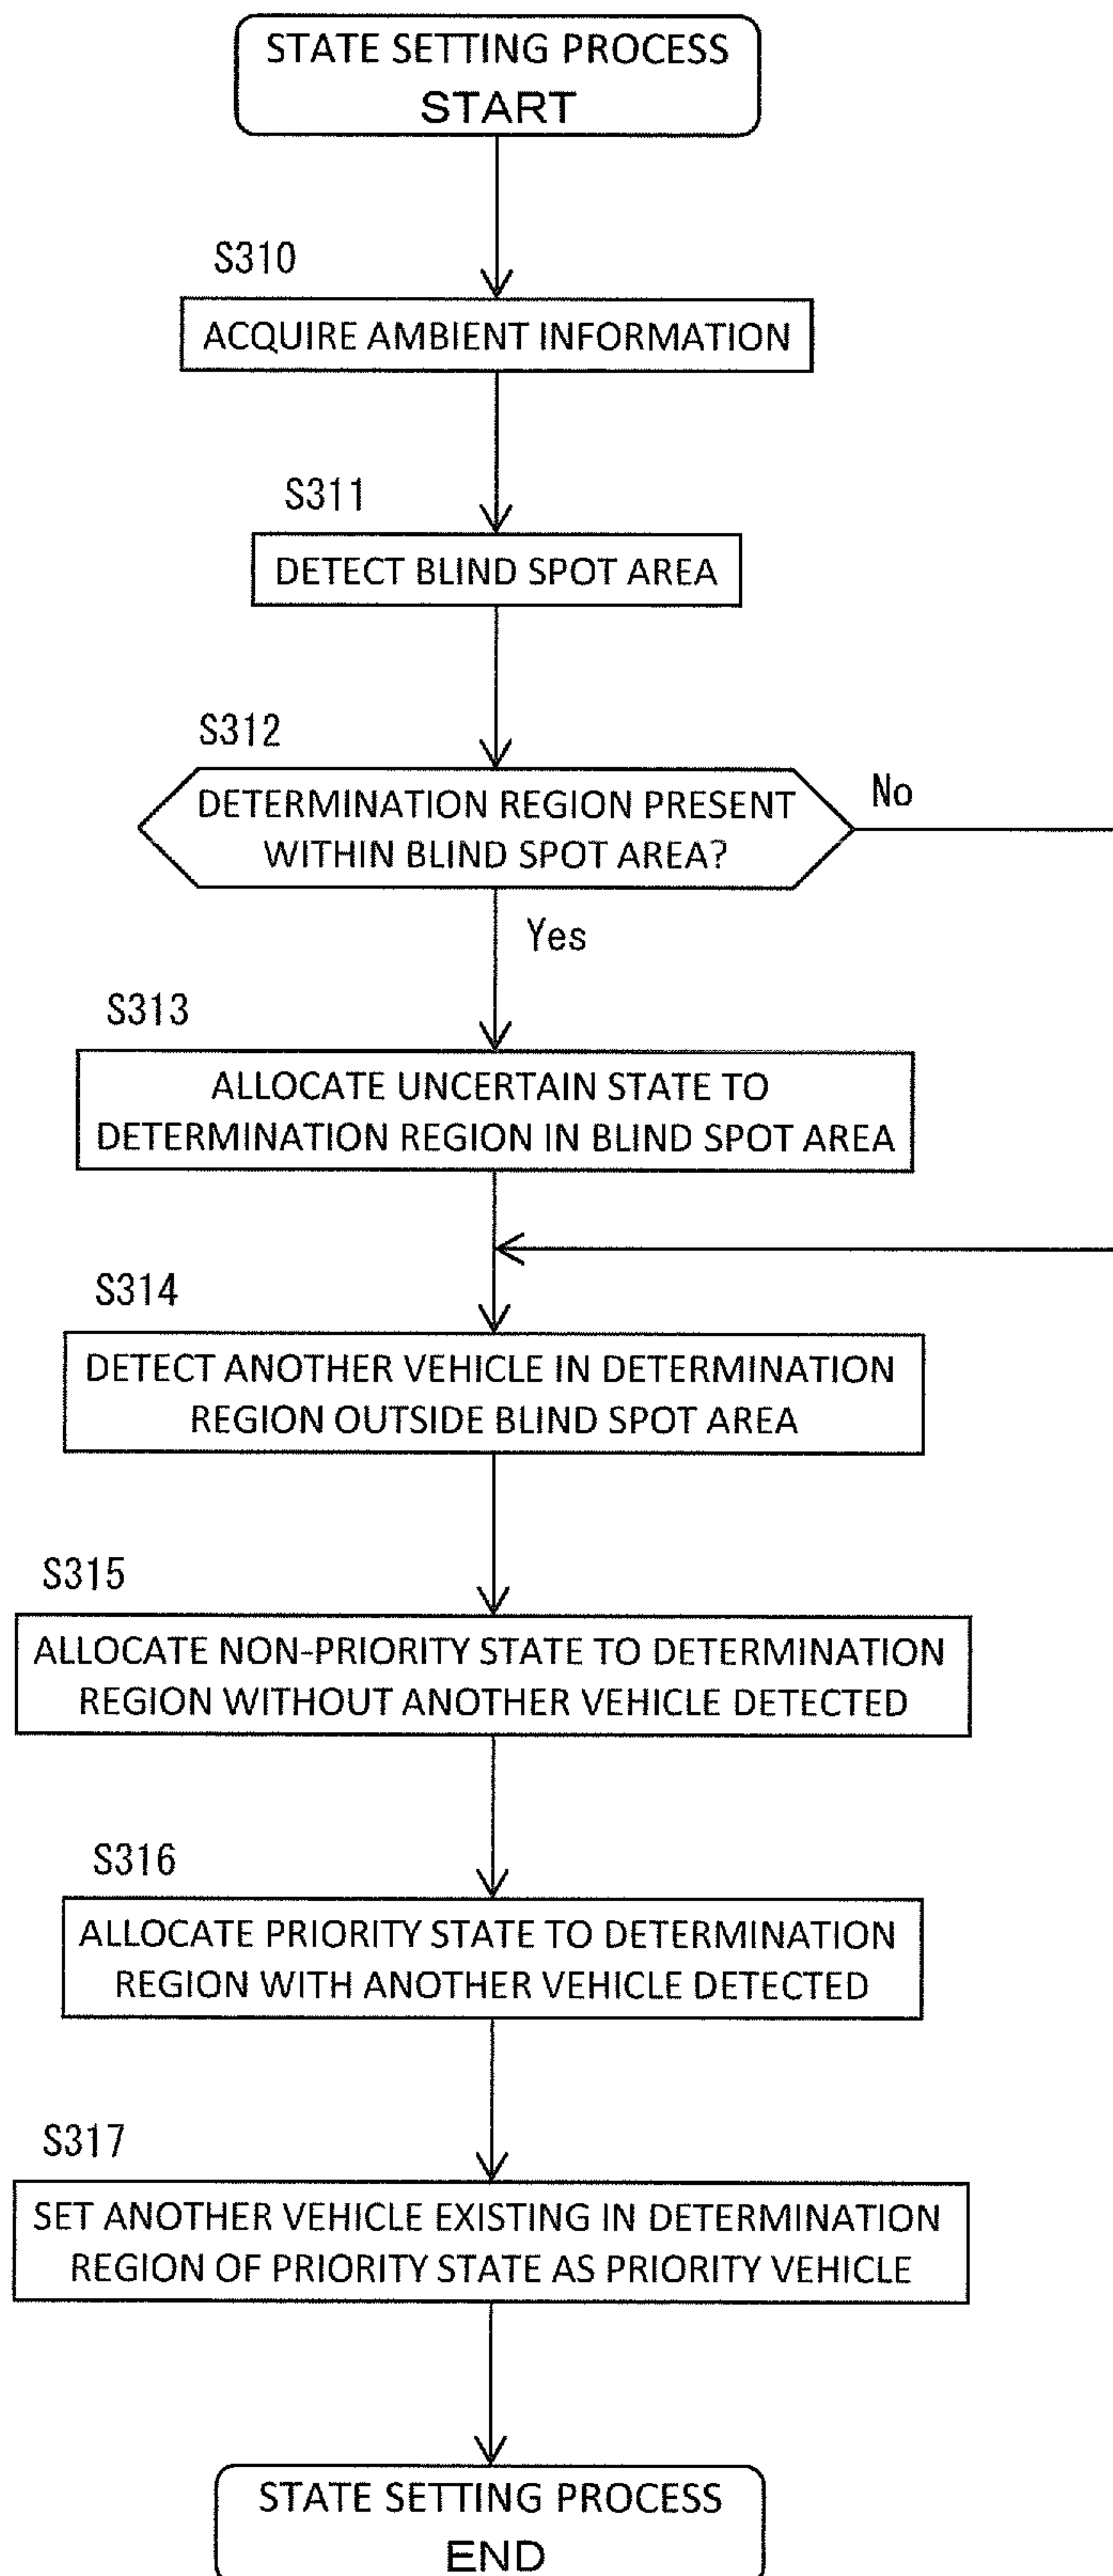 STATE SETTING PROCESS
START
S310
ACQUIRE AMBIENT INFORMATION
S311
DETECT BLIND SPOT AREA
S312
DETERMINATION REGION PRESENT
WITHIN BLIND SPOT AREA?
No
Yes
S313
ALLOCATE UNCERTAIN STATE TO
DETERMINATION REGION IN BLIND SPOT AREA
S314
DETECT ANOTHER VEHICLE IN DETERMINATION
REGION OUTSIDE BLIND SPOT AREA
S315
ALLOCATE NON-PRIORITY STATE TO DETERMINATION
REGION WITHOUT ANOTHER VEHICLE DETECTED
S316
ALLOCATE PRIORITY STATE TO DETERMINATION
REGION WITH ANOTHER VEHICLE DETECTED
S317
SET ANOTHER VEHICLE EXISTING IN DETERMINATION
REGION OF PRIORITY STATE AS PRIORITY VEHICLE
STATE SETTING PROCESS
END